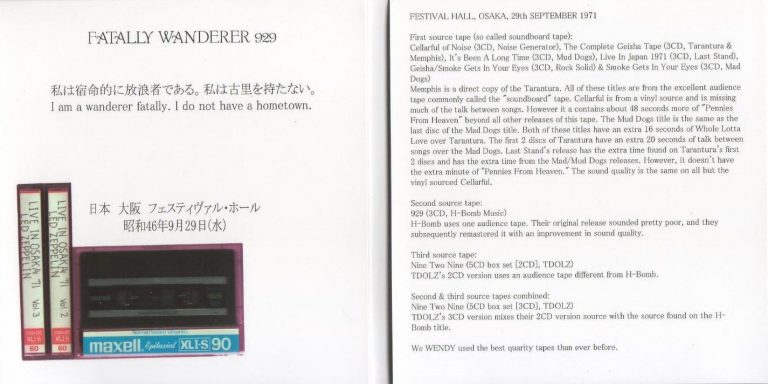 FATALLY WANDERER 929
私は宿命的に放浪者である。私は古里を持たない。
I am a wanderer fatally. I do not have a hometown.
日本 大阪 フェスティヴァル・ホール
昭和46年9月29日(水)
LIVE IN OSAKA '71 Vol. 3
LED ZEPPELIN
XLI-S
60
LIVE IN OSAKA '71 Vol. 2
LED ZEPPELIN
XLI-S
60
maxell Epitaxial XLI-S 90
FESTIVAL HALL, OSAKA, 29th SEPTEMBER 1971
First source tape (so called soundboard tape):
Cellarful of Noise (3CD, Noise Generator), The Complete Geisha Tape (3CD, Tarantura &
Memphis), It's Been A Long Time (3CD, Mud Dogs), Live In Japan 1971 (3CD, Last Stand),
Geisha/Smoke Gets In Your Eyes (3CD, Rock Solid) & Smoke Gets In Your Eyes (3CD, Mad
Dogs)
Memphis is a direct copy of the Tarantura. All of these titles are from the excellent audience
tape commonly called the "soundboard" tape. Cellarful is from a vinyl source and is missing
much of the talk between songs. However it a contains about 48 seconds more of "Pennies
From Heaven" beyond all other releases of this tape. The Mud Dogs title is the same as the
last disc of the Mad Dogs title. Both of these titles have an extra 16 seconds of Whole Lotta
Love over Tarantura. The first 2 discs of Tarantura have an extra 20 seconds of talk between
songs over the Mad Dogs. Last Stand's release has the extra time found on Tarantura's first
2 discs and has the extra time from the Mad/Mud Dogs releases. However, it doesn't have
the extra minute of "Pennies From Heaven." The sound quality is the same on all but the
vinyl sourced Cellarful.
Second source tape:
929 (3CD, H-Bomb Music)
H-Bomb uses one audience tape. Their original release sounded pretty poor, and they
subsequently remastered it with an improvement in sound quality.
Third source tape:
Nine Two Nine (5CD box set [2CD], TDOLZ)
TDOLZ's 2CD version uses an audience tape different from H-Bomb.
Second & third source tapes combined:
Nine Two Nine (5CD box set [3CD], TDOLZ)
TDOLZ's 3CD version mixes their 2CD version source with the source found on the H-
Bomb title.
We WENDY used the best quarity tapes than ever before.